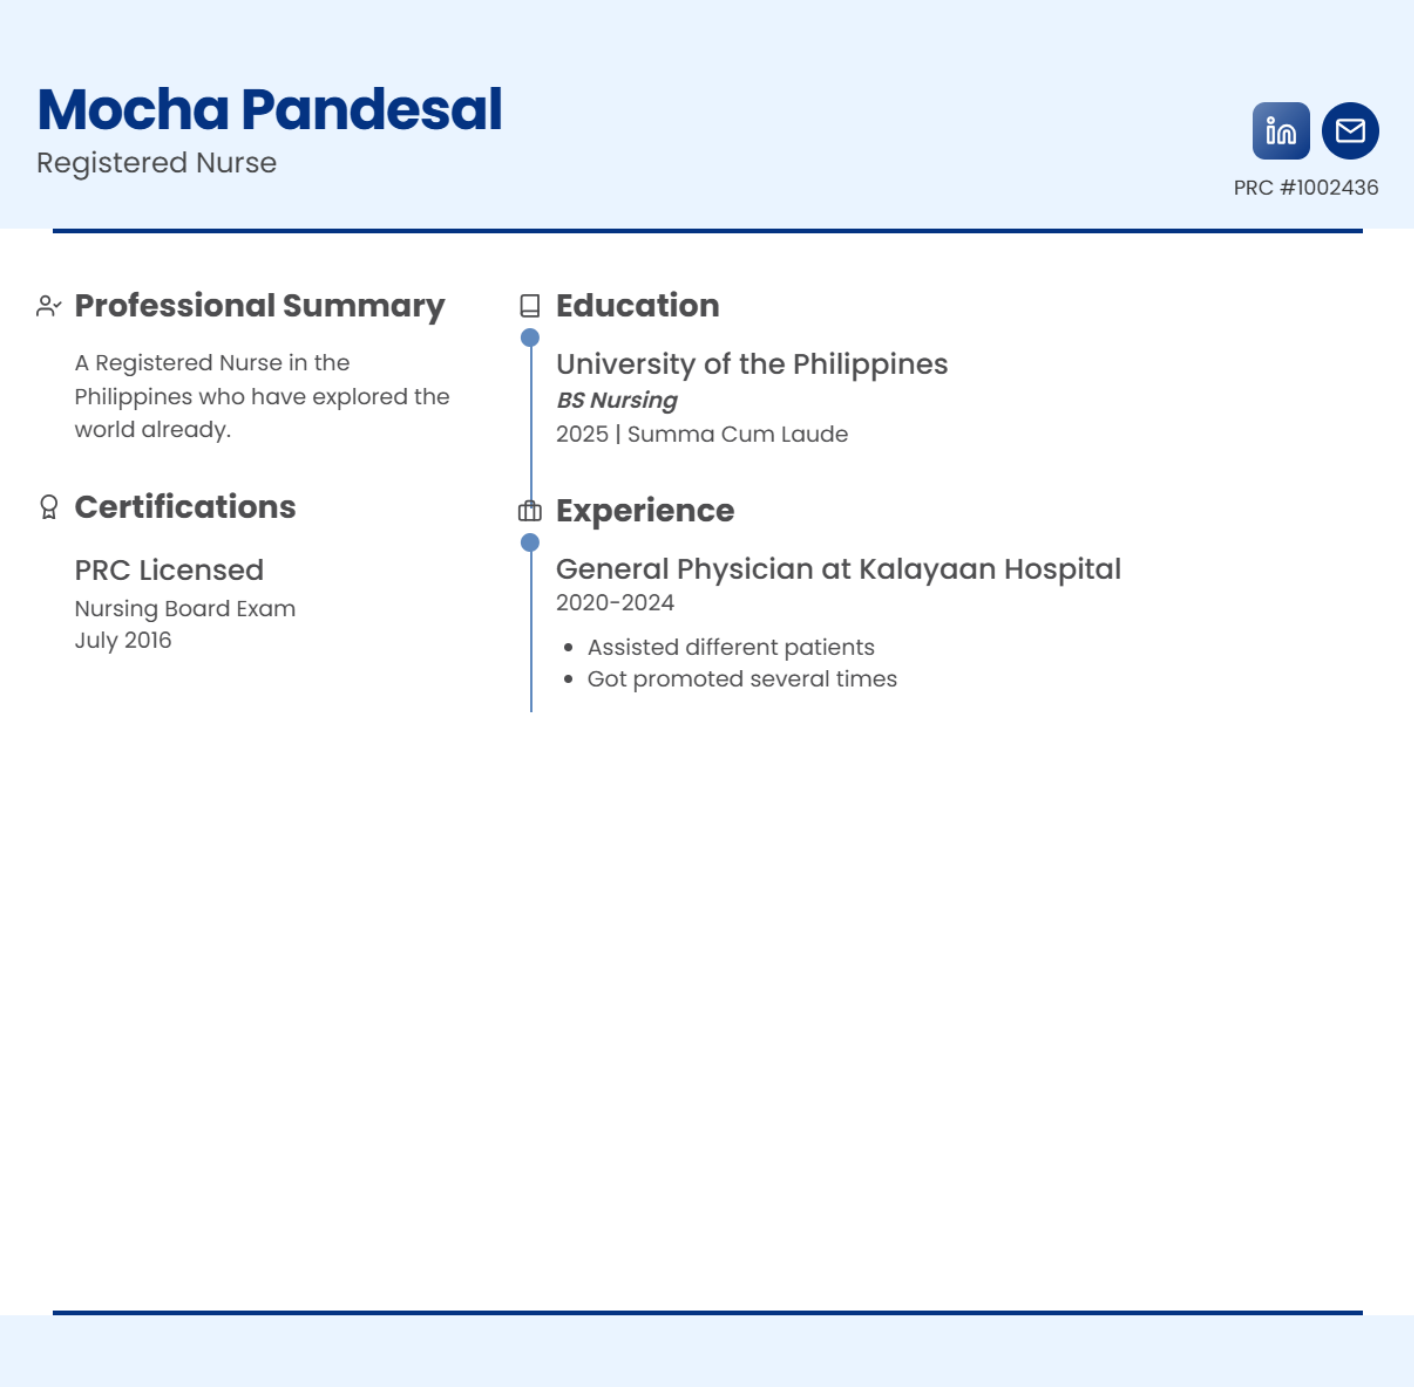 Mocha Pandesal
Registered Nurse
in
PRC #1002436
Professional Summary
A Registered Nurse in the
Philippines who have explored the
world already.
Certifications
PRC Licensed
Nursing Board Exam
July 2016
Education
University of the Philippines
BS Nursing
2025 | Summa Cum Laude
Experience
General Physician at Kalayaan Hospital
2020-2024
• Assisted different patients
• Got promoted several times